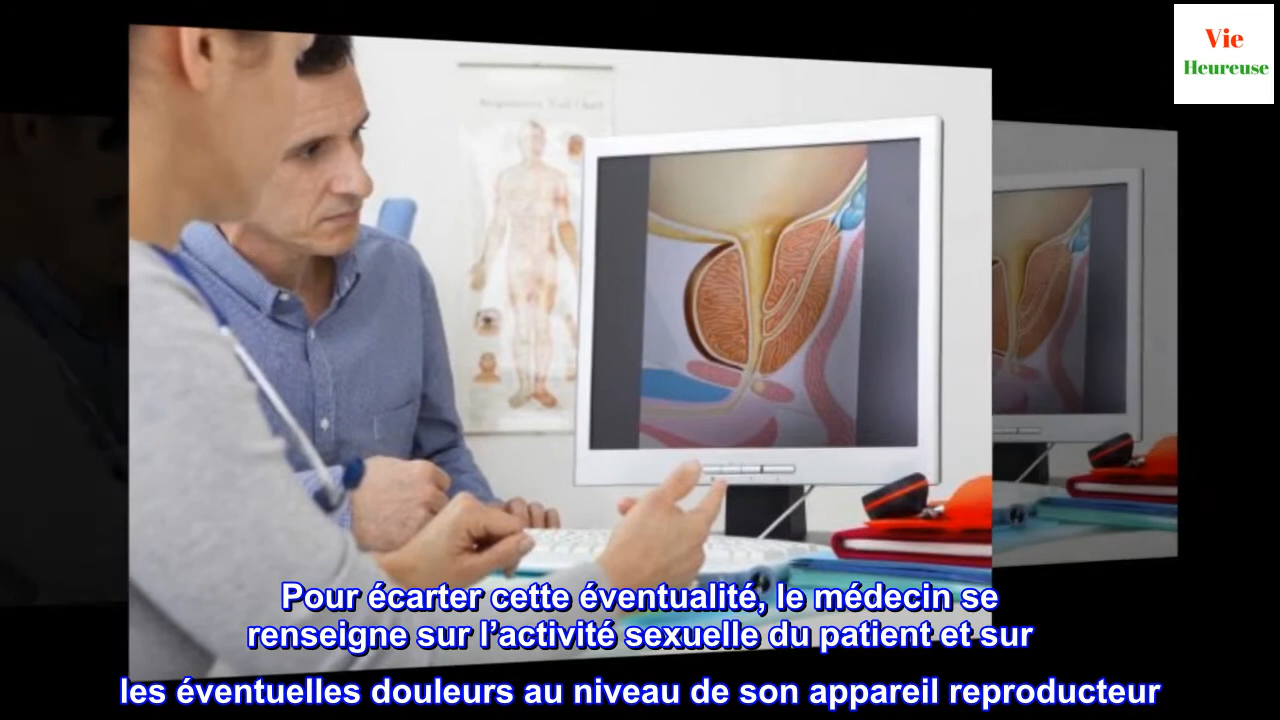 Vie
Heureuse
Pour écarter cette éventualité, le médecin se
renseigne sur l’activité sexuelle du patient et sur
les éventuelles douleurs au niveau de son appareil reproducteur